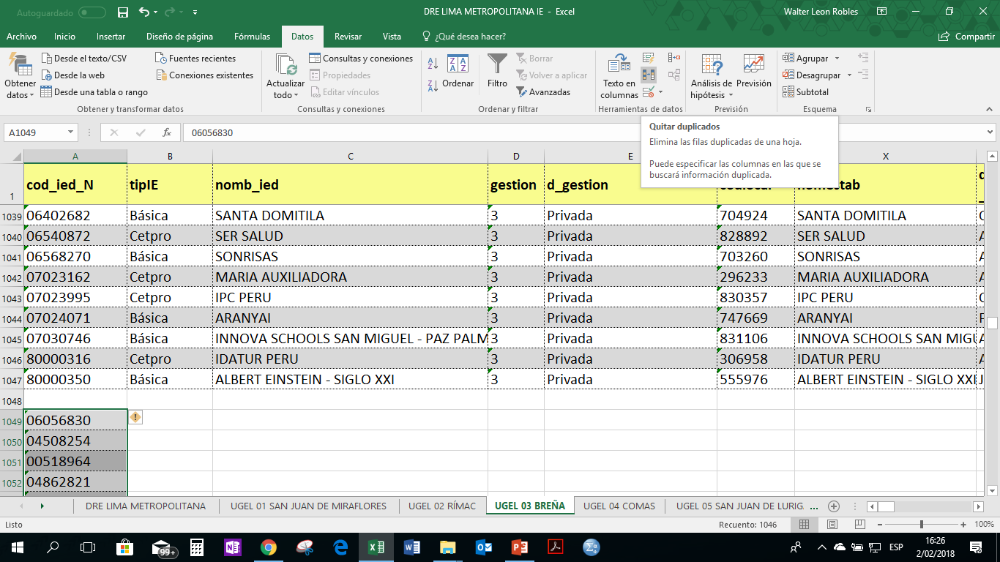 Autoguardado
DRE LIMA METROPOLITANA IE - Excel
Walter Leon Robles
Archivo Inicio Insertar Diseño de página Fórmulas Datos Revisar Vista ¿Qué desea hacer? Compartir
Obtener datos
Desde el texto/CSV
Desde la web
Desde una tabla o rango
Fuentes recientes
Conexiones existentes
Obtener y transformar datos
Actualizar todo
Consultas y conexiones
Propiedades
Editar vínculos
Consultas y conexiones
Ordenar
Filtro
Borrar
Volver a aplicar
Avanzadas
Ordenar y filtrar
Texto en columnas
Herramientas de datos
Análisis de hipótesis
Previsión
Previsión
Agrupar
Desagrupar
Subtotal
Esquema
A1049 fx 06056830
Quitar duplicados
Elimina las filas duplicadas de una hoja.
Puede especificar las columnas en las que se
buscará información duplicada.
A B C D E X
1 cod_ied_N tipIE nomb_ied gestion d_gestion
1039 06402682 Básica SANTA DOMITILA 3 Privada 704924 SANTA DOMITILA
1040 06540872 Cetpro SER SALUD 3 Privada 828892 SER SALUD
1041 06568270 Básica SONRISAS 3 Privada 703260 SONRISAS
1042 07023162 Cetpro MARIA AUXILIADORA 3 Privada 296233 MARIA AUXILIADORA
1043 07023995 Cetpro IPC PERU 3 Privada 830357 IPC PERU
1044 07024071 Básica ARANYAI 3 Privada 747669 ARANYAI
1045 07030746 Básica INNOVA SCHOOLS SAN MIGUEL - PAZ PALM 3 Privada 831106 INNOVA SCHOOLS SAN MIGU
1046 80000316 Cetpro IDATUR PERU 3 Privada 306958 IDATUR PERU
1047 80000350 Básica ALBERT EINSTEIN - SIGLO XXI 3 Privada 555976 ALBERT EINSTEIN - SIGLO XXI
1048
1049 06056830
1050 04508254
1051 00518964
1052 04862821
DRE LIMA METROPOLITANA UGEL 01 SAN JUAN DE MIRAFLORES UGEL 02 RÍMAC UGEL 03 BREÑA UGEL 04 COMAS UGEL 05 SAN JUAN DE LURIG. ...
Listo Recuento: 1046 100%
99+
ESP
16:26
2/02/2018